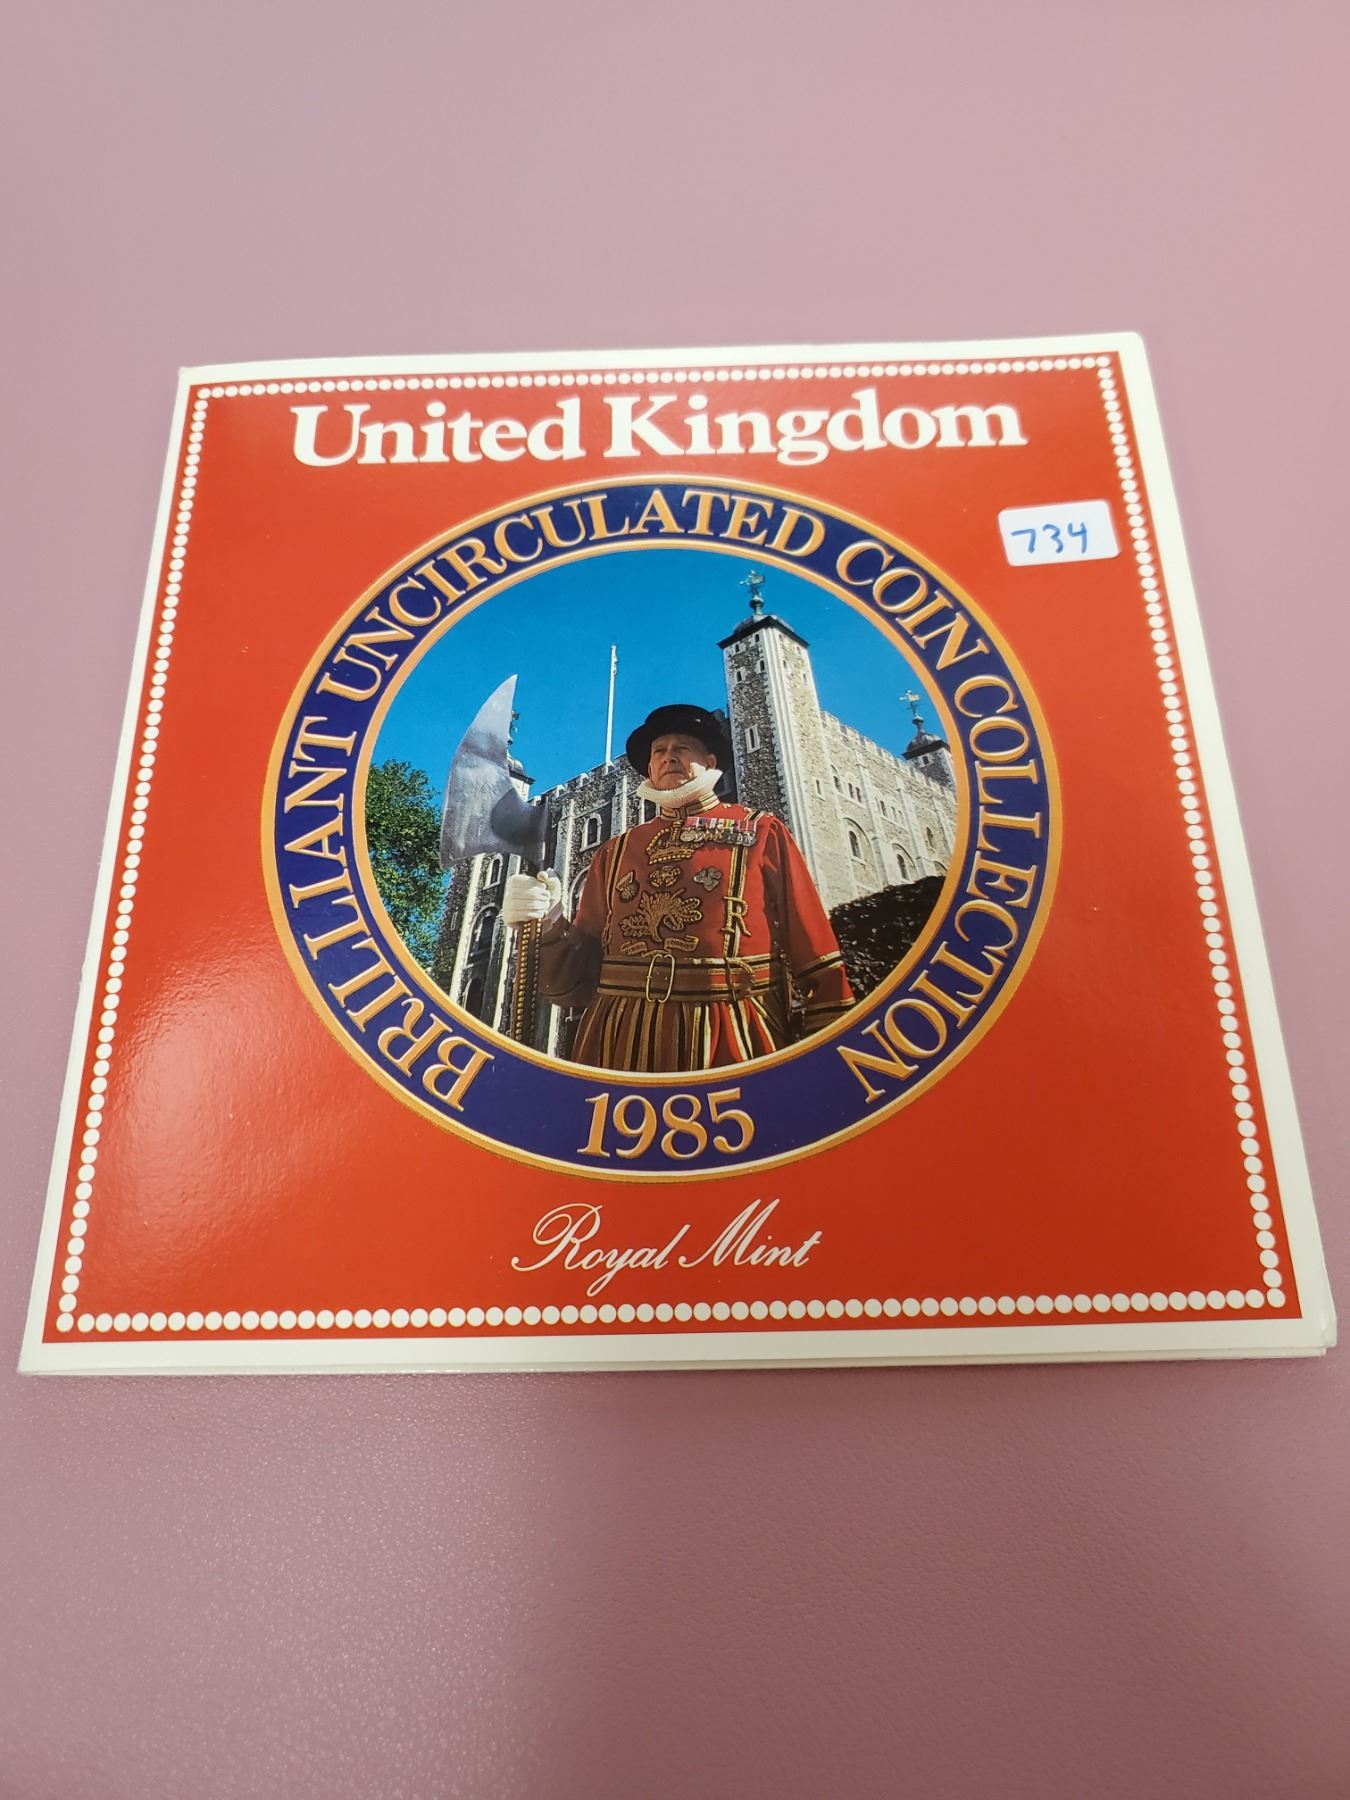 United Kingdom
734
BRILLIANT UNCIRCULATED COIN COLLECTION
R
1985
Royal Mint